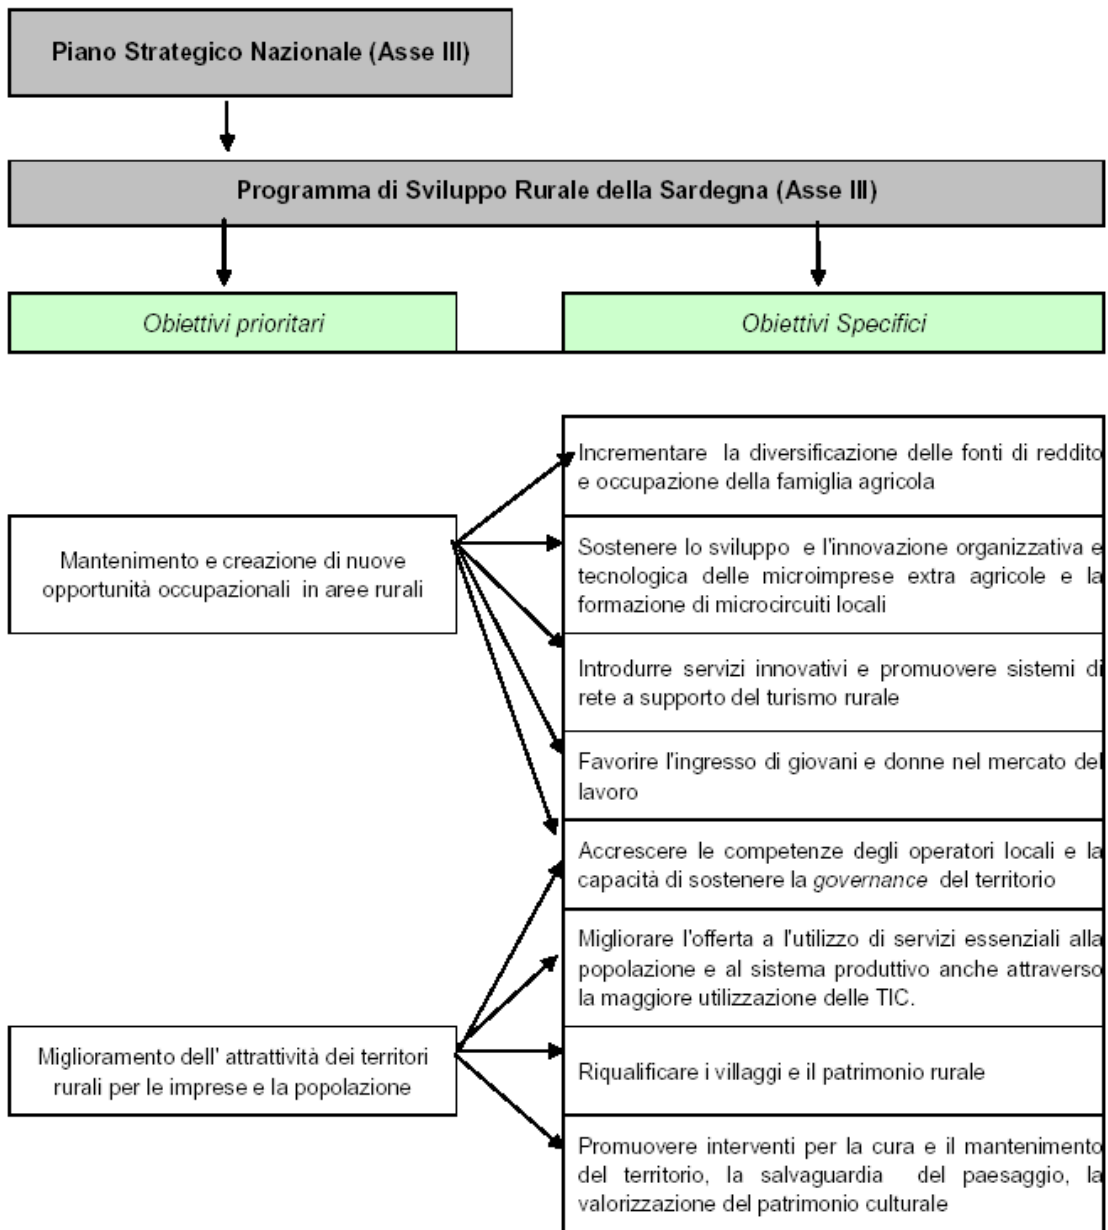 Piano Strategico Nazionale (Asse III)
Programma di Sviluppo Rurale della Sardegna (Asse III)
Obiettivi prioritari
Obiettivi Specifici
Mantenimento e creazione di nuove
opportunità occupazionali in aree rurali
Incrementare la diversificazione delle fonti di reddito
e occupazione della famiglia agricola
Sostenere lo sviluppo e l'innovazione organizzativa e
tecnologica delle microimprese extra agricole e la
formazione di microcircuiti locali
Introdurre servizi innovativi e promuovere sistemi di
rete a supporto del turismo rurale
Favorire l'ingresso di giovani e donne nel mercato del
lavoro
Accrescere le competenze degli operatori locali e la
capacità di sostenere la governance del territorio
Miglioramento dell' attrattività dei territori
rurali per le imprese e la popolazione
Migliorare l'offerta a l'utilizzo di servizi essenziali alla
popolazione e al sistema produttivo anche attraverso
la maggiore utilizzazione delle TIC.
Riqualificare i villaggi e il patrimonio rurale
Promuovere interventi per la cura e il mantenimento
del territorio, la salvaguardia del paesaggio, la
valorizzazione del patrimonio culturale